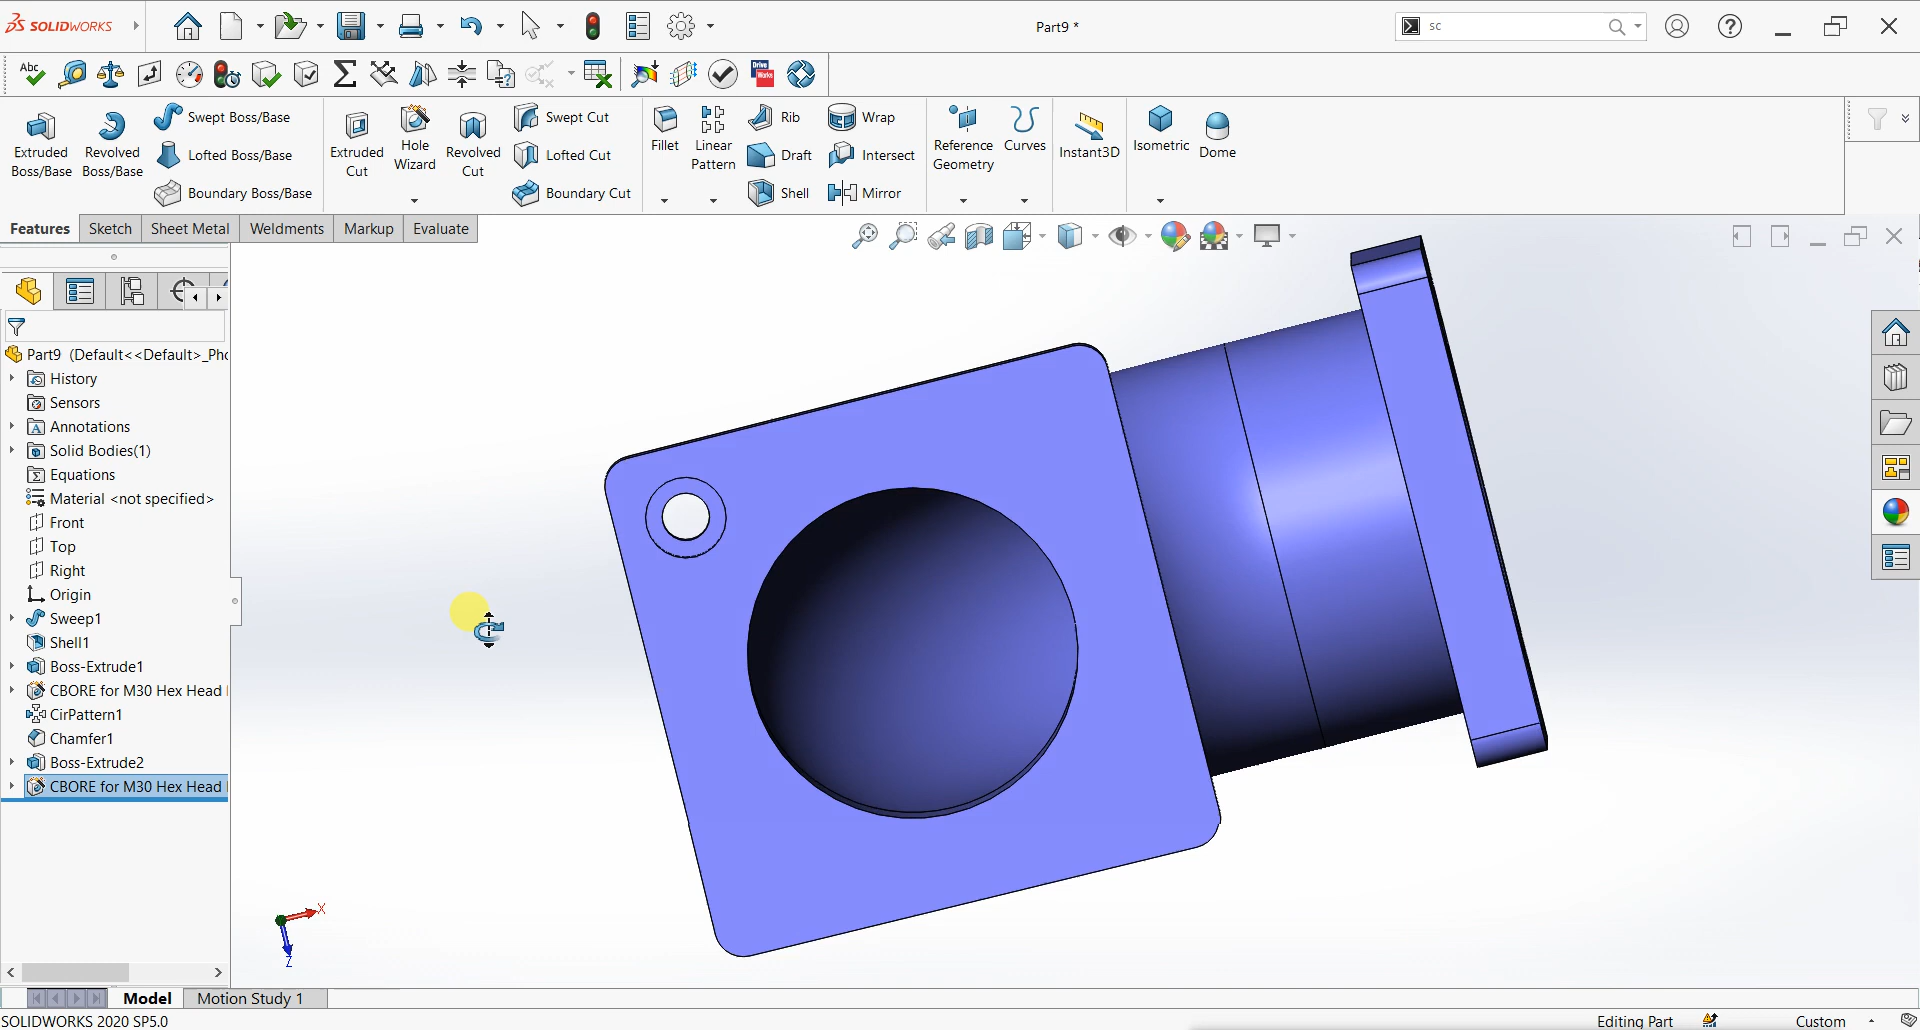 SOLIDWORKS
Part9 *
sc
Abc
Drive
Works
Extruded
Boss/Base
Revolved
Boss/Base
Swept Boss/Base
Lofted Boss/Base
Boundary Boss/Base
Extruded
Cut
Hole
Wizard
Revolved
Cut
Swept Cut
Lofted Cut
Boundary Cut
Fillet
Linear
Pattern
Rib
Draft
Shell
Wrap
Intersect
Mirror
Reference
Geometry
Curves
Instant3D
Isometric
Dome
Features
Sketch
Sheet Metal
Weldments
Markup
Evaluate
Part9 (Default<<Default>_Pho
History
Sensors
Annotations
Solid Bodies(1)
Equations
Material <not specified>
Front
Top
Right
Origin
Sweep1
Shell1
Boss-Extrude1
CBORE for M30 Hex Head
CirPattern1
Chamfer1
Boss-Extrude2
CBORE for M30 Hex Head
X
Z
Model
Motion Study 1
SOLIDWORKS 2020 SP5.0
Editing Part
Custom